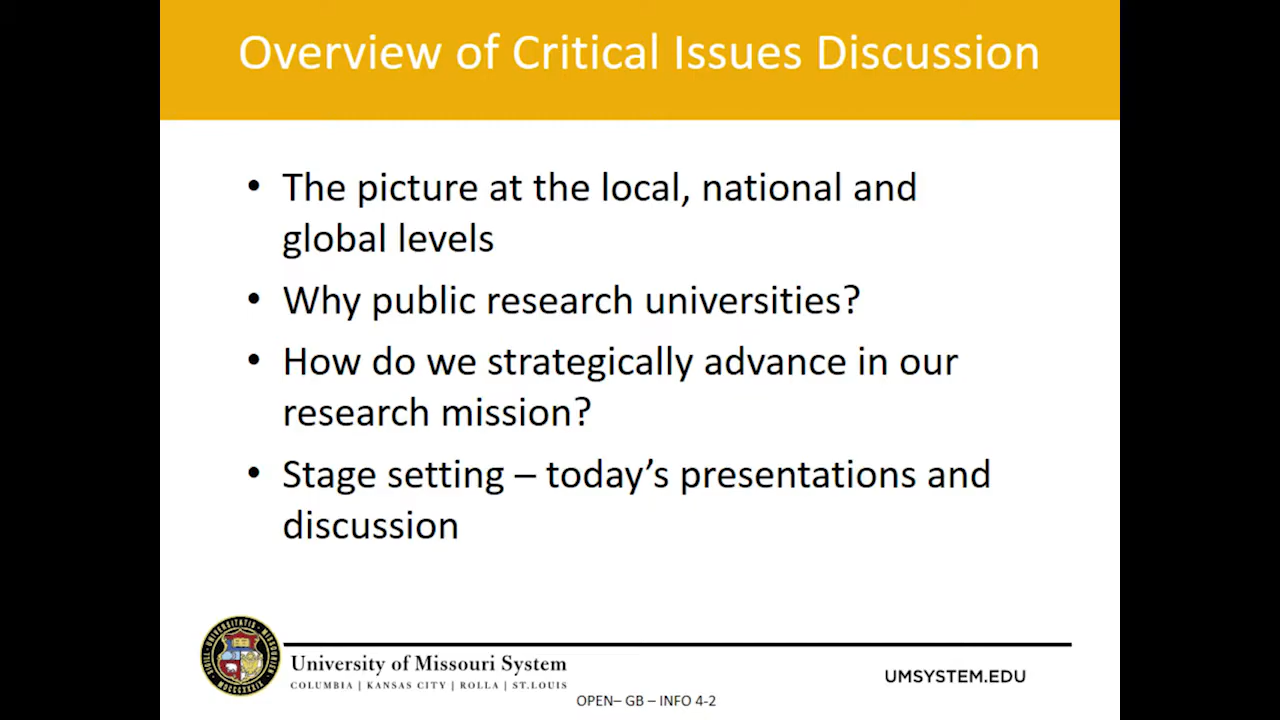 Overview of Critical Issues Discussion
• The picture at the local, national and
global levels
• Why public research universities?
• How do we strategically advance in our
research mission?
• Stage setting – today’s presentations and
discussion
University of Missouri System
COLUMBIA | KANSAS CITY | ROLLA | ST.LOUIS
UMSYSTEM.EDU
OPEN– GB – INFO 4-2